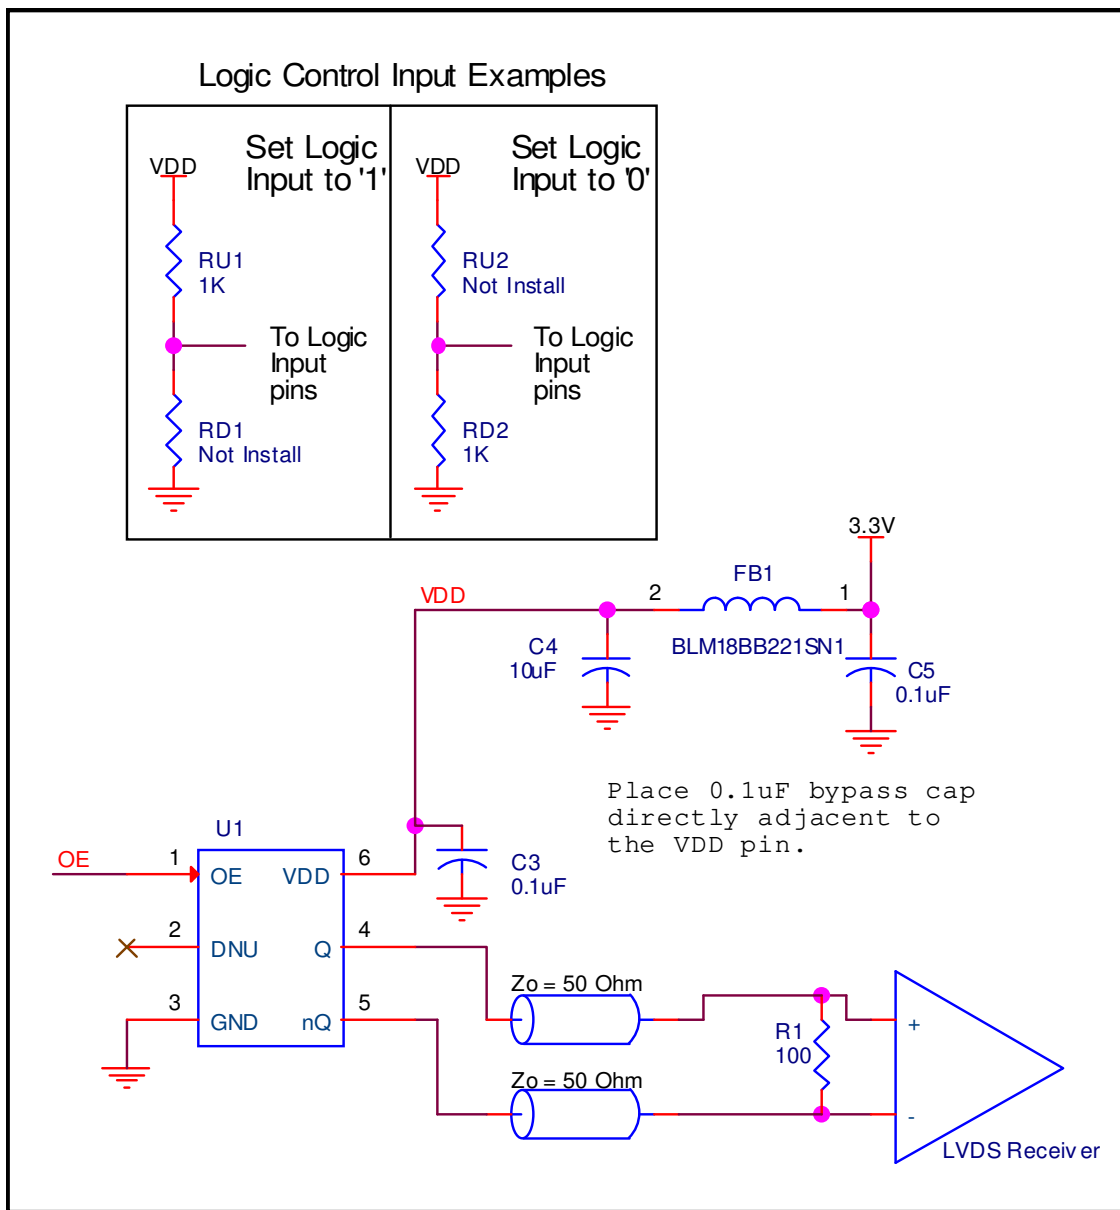 Logic Control Input Examples
Set Logic
Input to '1'
VDD
RU1
1K
To Logic
Input
pins
RD1
Not Install
Set Logic
Input to '0'
VDD
RU2
Not Install
To Logic
Input
pins
RD2
1K
3.3V
FB1
2
1
BLM18BB221SN1
VDD
C4
10uF
C5
0.1uF
Place 0.1uF bypass cap
directly adjacent to
the VDD pin.
U1
OE
1
OE
VDD
6
C3
0.1uF
2
DNU
Q
4
3
GND
nQ
5
Zo = 50 Ohm
Zo = 50 Ohm
R1
100
+
-
LVDS Receiver